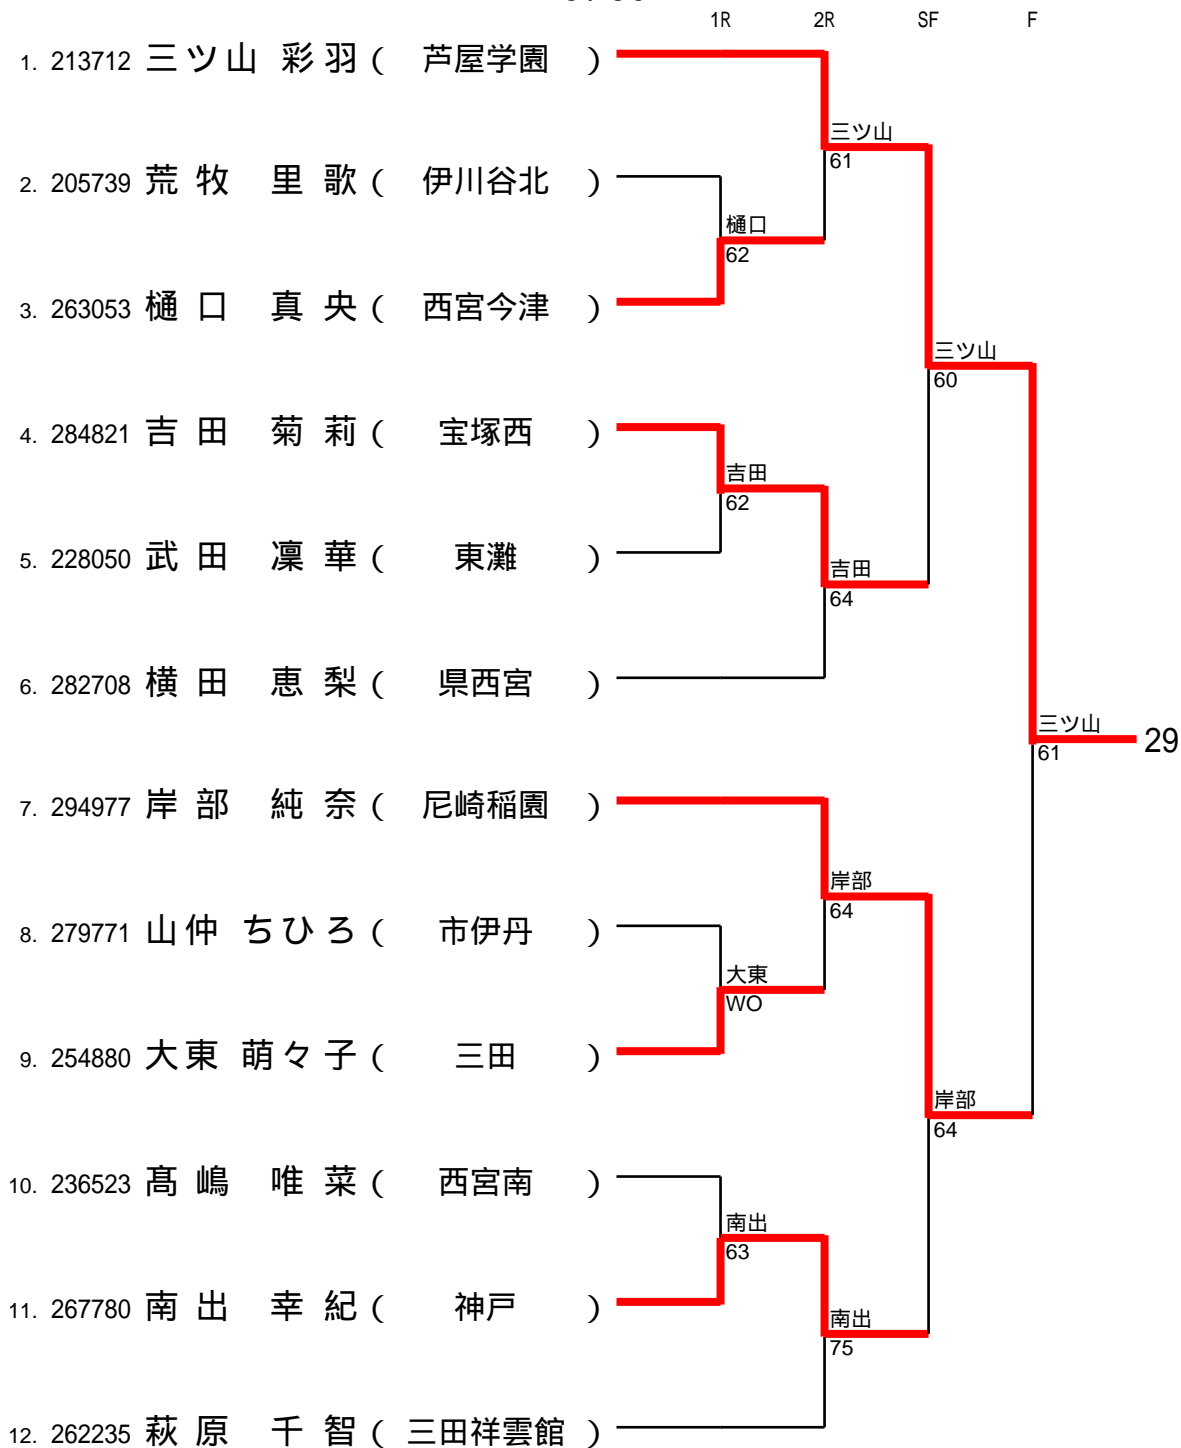 1R 2R SF F
1. 213712 三ツ山 彩羽 ( 芦屋学園 )
三ツ山
61
2. 205739 荒牧 里歌 ( 伊川谷北 )
樋口
62
3. 263053 樋口 真央 ( 西宮今津 )
三ツ山
60
4. 284821 吉田 菊莉 ( 宝塚西 )
吉田
62
5. 228050 武田 凜華 ( 東灘 )
吉田
64
6. 282708 横田 恵梨 ( 県西宮 )
三ツ山
61
29
7. 294977 岸部 純奈 ( 尼崎稲園 )
岸部
64
8. 279771 山仲 ちひろ ( 市伊丹 )
大東
WO
9. 254880 大東 萌々子 ( 三田 )
岸部
64
10. 236523 髙嶋 唯菜 ( 西宮南 )
南出
63
11. 267780 南出 幸紀 ( 神戸 )
南出
75
12. 262235 萩原 千智 ( 三田祥雲館 )